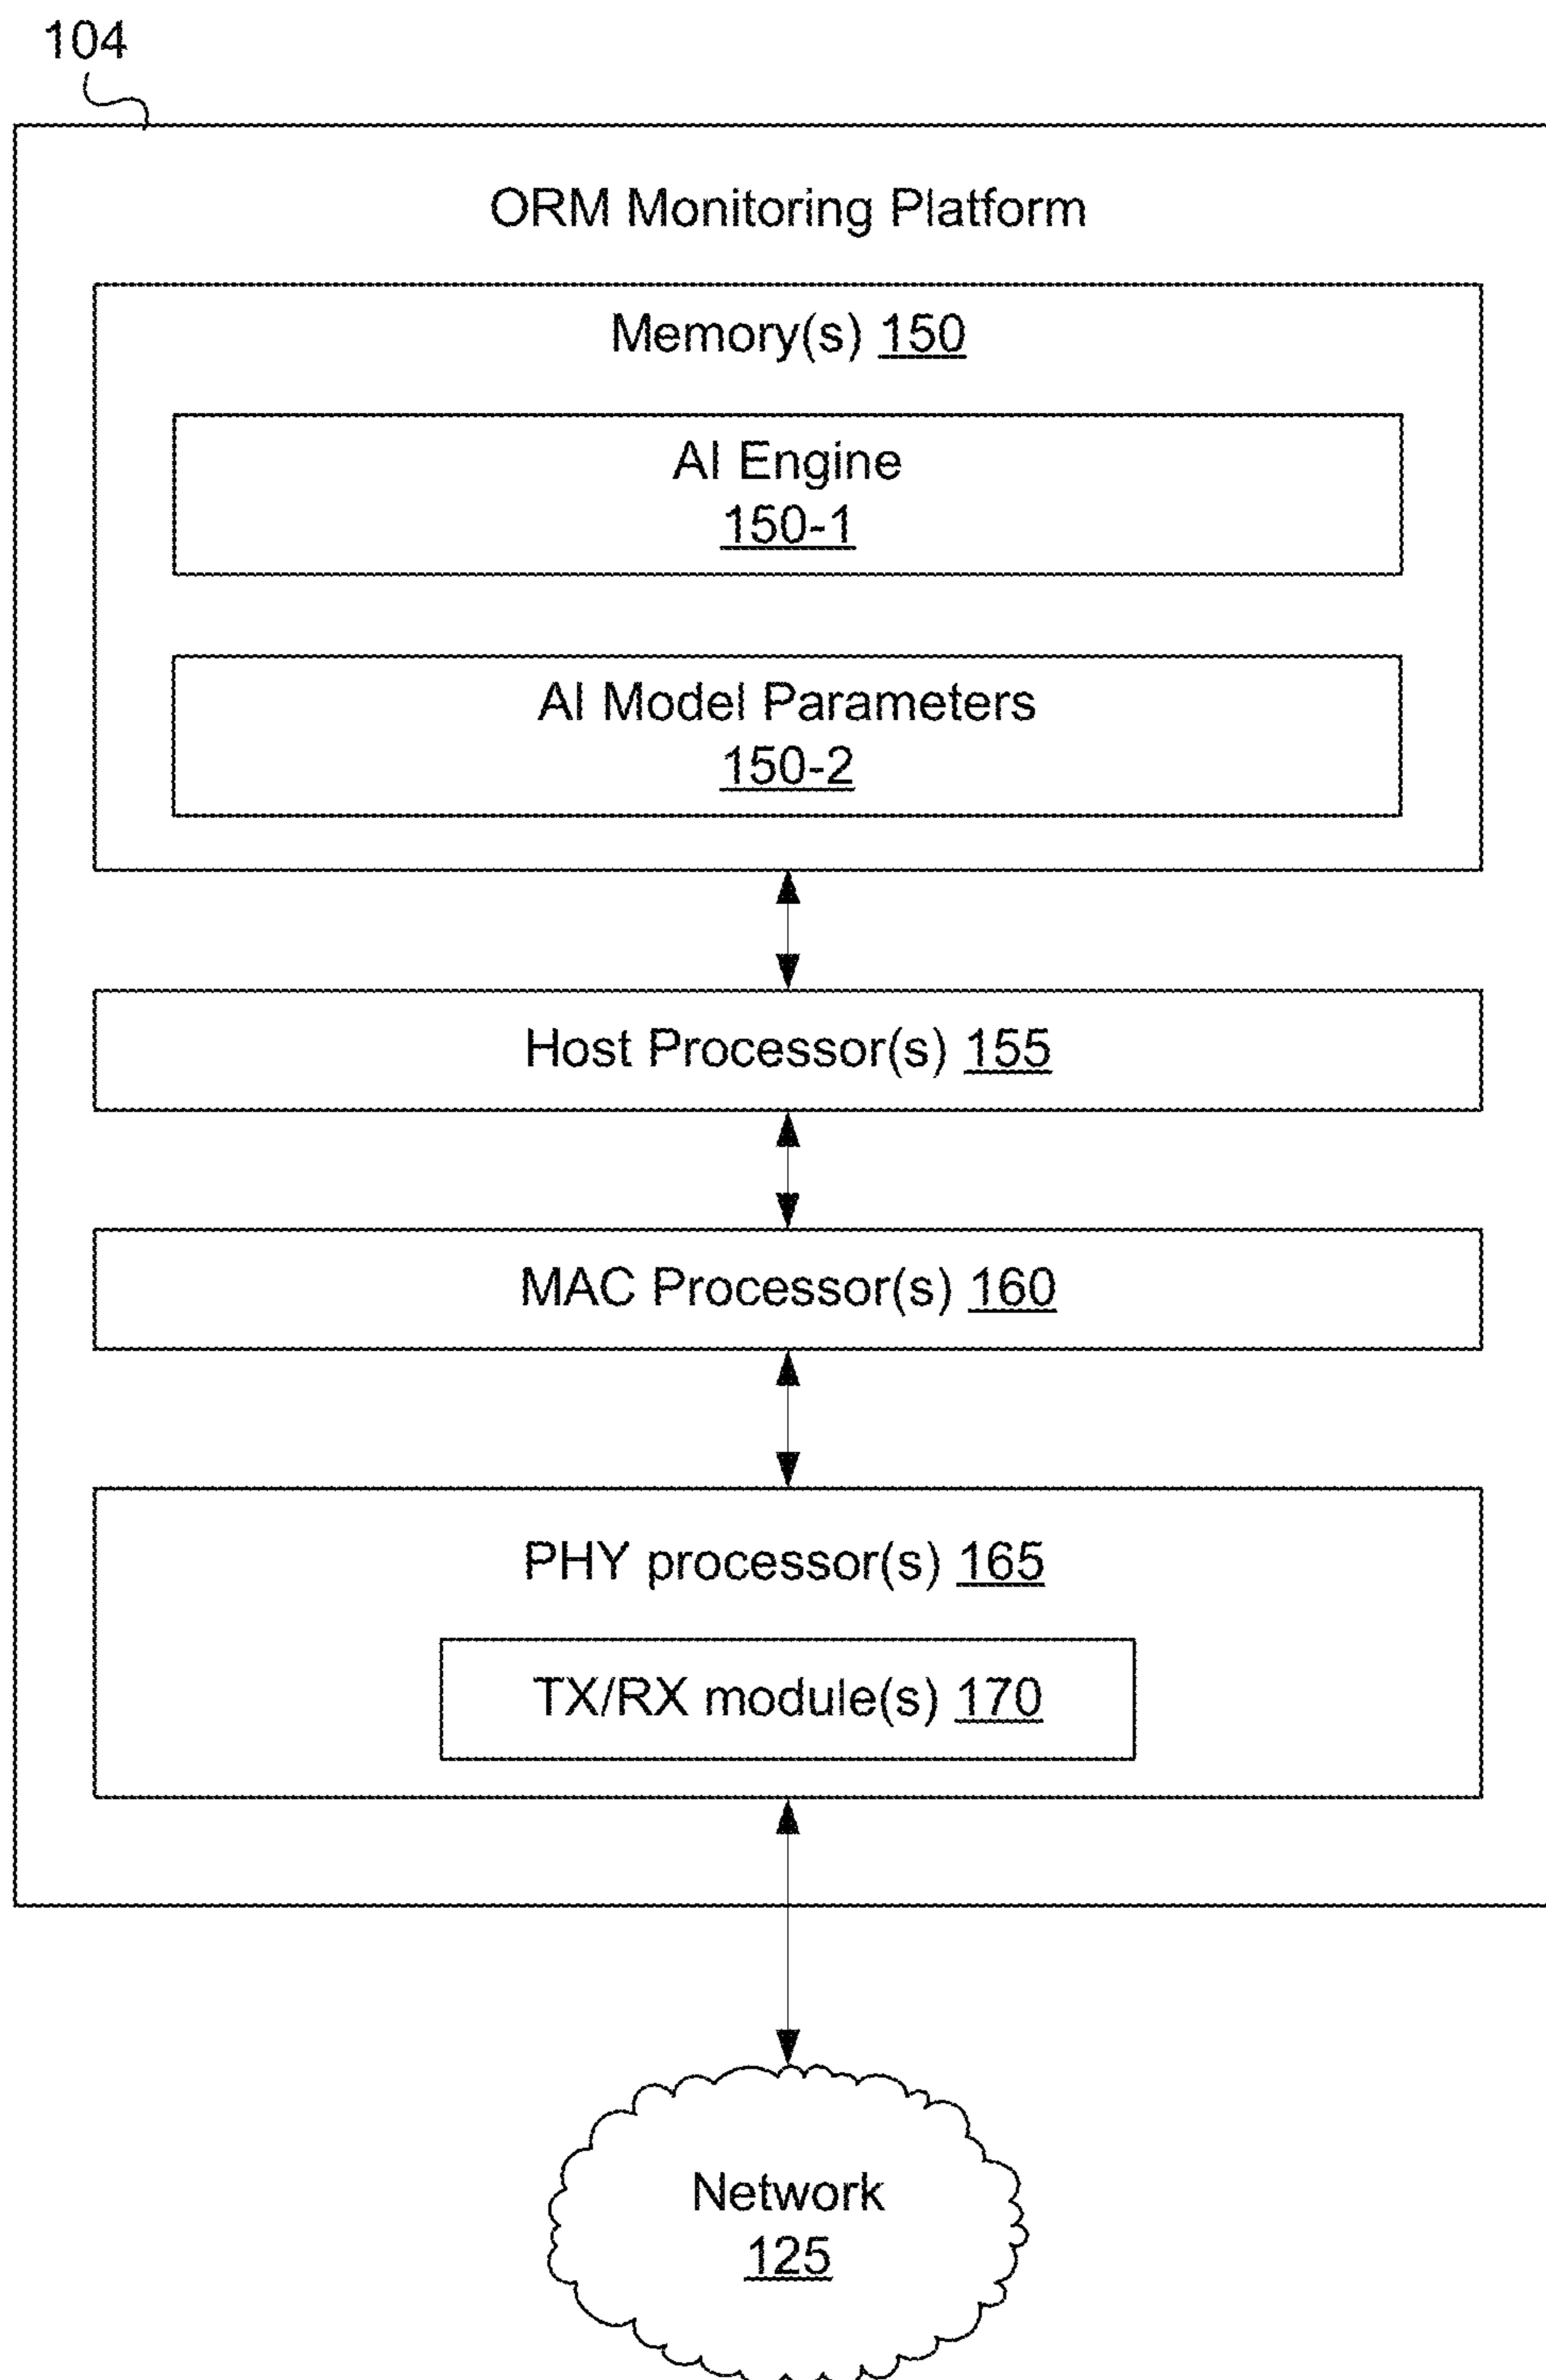 104
ORM Monitoring Platform
Memory(s) 150
AI Engine
150-1
AI Model Parameters
150-2
Host Processor(s) 155
MAC Processor(s) 160
PHY processor(s) 165
TX/RX module(s) 170
Network
125